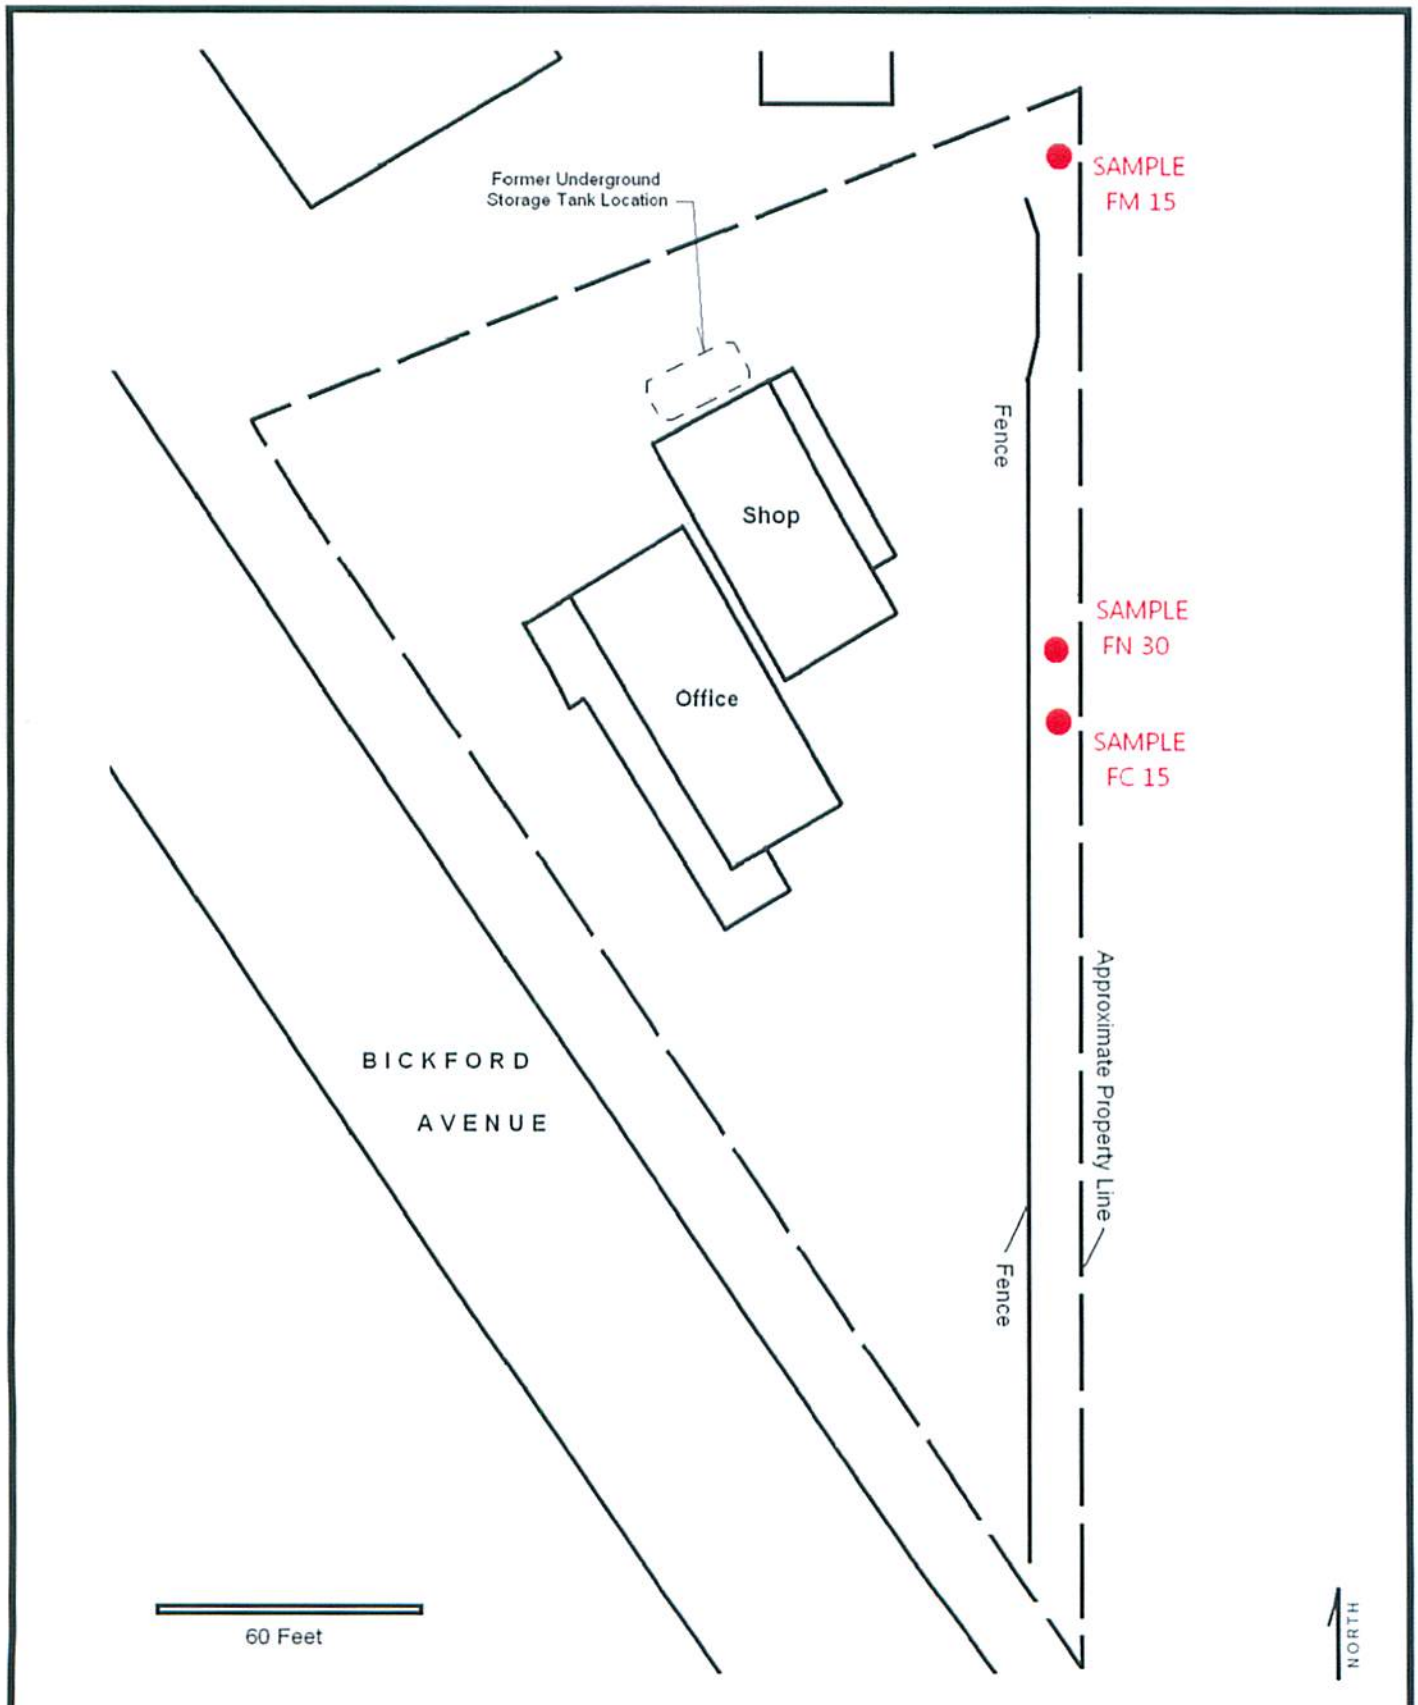 Former Underground
Storage Tank Location
SAMPLE
FM 15
Fence
Shop
SAMPLE
FN 30
Office
SAMPLE
FC 15
Approximate Property Line
BICKFORD
AVENUE
Fence
60 Feet
NORTH